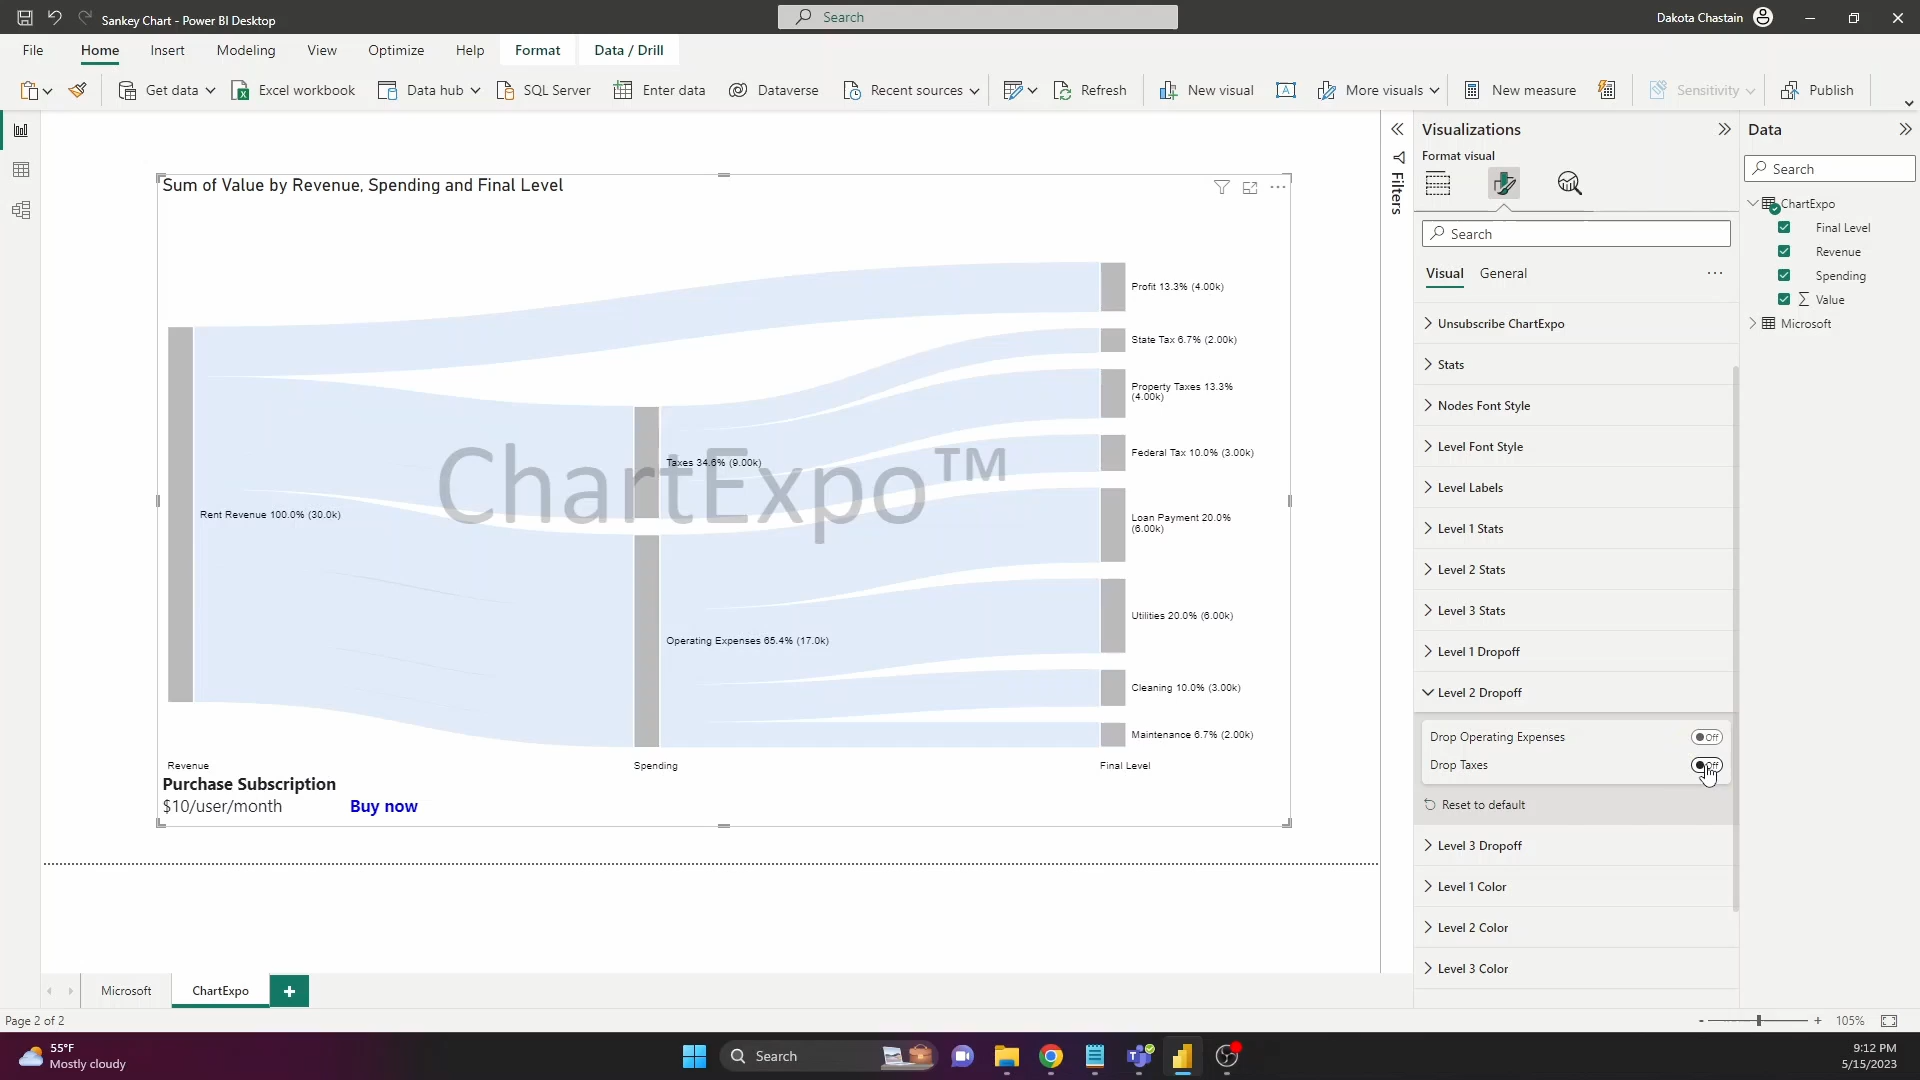 Sankey Chart - Power BI Desktop
Search
Dakota Chastain
File
Home
Insert
Modeling
View
Optimize
Help
Format
Data / Drill
Get data
Excel workbook
Data hub
SQL Server
Enter data
Dataverse
Recent sources
Refresh
New visual
More visuals
New measure
Sensitivity
Publish
Sum of Value by Revenue, Spending and Final Level
Profit 13.3% (4.00k)
State Tax 6.7% (2.00k)
Property Taxes 13.3%
(4.00k)
Federal Tax 10.0% (3.00k)
Taxes 34.6% (9.00k)
ChartExpo™
Rent Revenue 100.0% (30.0k)
Loan Payment 20.0%
(6.00k)
Utilities 20.0% (6.00k)
Operating Expenses 65.4% (17.0k)
Cleaning 10.0% (3.00k)
Maintenance 6.7% (2.00k)
Revenue
Spending
Final Level
Purchase Subscription
$10/user/month
Buy now
Filters
Visualizations
Format visual
Search
Visual
General
Unsubscribe ChartExpo
Stats
Nodes Font Style
Level Font Style
Level Labels
Level 1 Stats
Level 2 Stats
Level 3 Stats
Level 1 Dropoff
Level 2 Dropoff
Drop Operating Expenses
Off
Drop Taxes
Off
Reset to default
Level 3 Dropoff
Level 1 Color
Level 2 Color
Level 3 Color
Data
Search
ChartExpo
Final Level
Revenue
Spending
Σ Value
Microsoft
Microsoft
ChartExpo
Page 2 of 2
105%
55°F
Mostly cloudy
Search
9:12 PM
5/15/2023